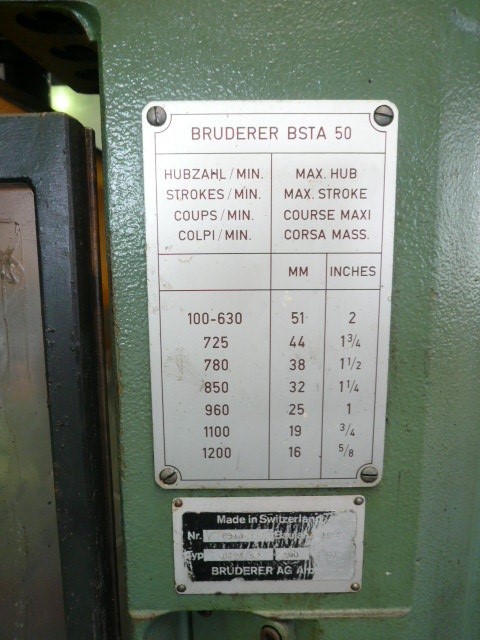 BRUDERER BSTA 50
HUBZAHL/MIN. MAX. HUB
STROKES/MIN. MAX. STROKE
COUPS/MIN. COURSE MAXI
COLPI/MIN. CORSA MASS.
MM INCHES
100-630 51 2
725 44 1 3/4
780 38 1 1/2
850 32 1 1/4
960 25 1
1100 19 3/4
1200 16 5/8
Made in Switzerland
Nr.
BRUDERER AG